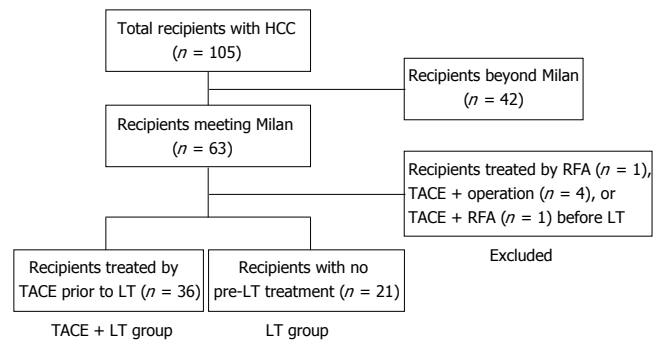 Total recipients with HCC
(n = 105)
Recipients beyond Milan
(n = 42)
Recipients meeting Milan
(n = 63)
Recipients treated by RFA (n = 1),
TACE + operation (n = 4), or
TACE + RFA (n = 1) before LT
Excluded
Recipients treated by
TACE prior to LT (n = 36)
TACE + LT group
Recipients with no
pre-LT treatment (n = 21)
LT group